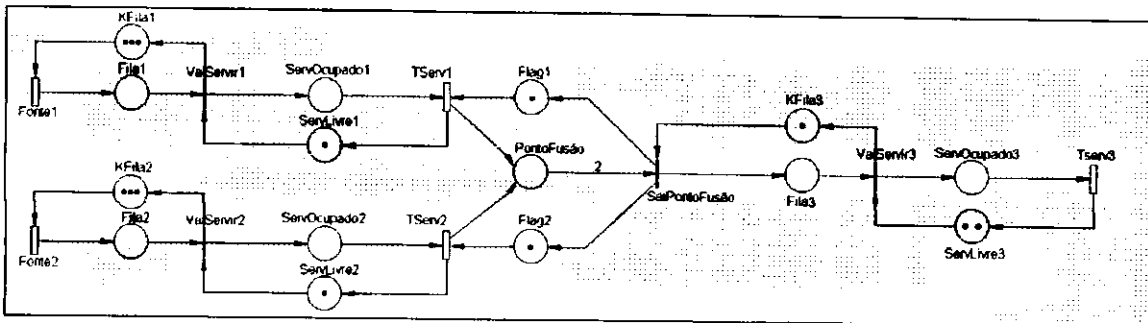 KFila1
Fila1
VaiServir1
ServOcupado1
TServ1
Flag1
Fonte1
ServLivre1
KFila3
KFila2
PontoFusão
2
VaiServir3
ServOcupado3
Tserv3
SaiPontoFusão
Fila3
Fila2
VaiServir2
ServOcupado2
TServ2
Flag2
Fonte2
ServLivre2
ServLivre3